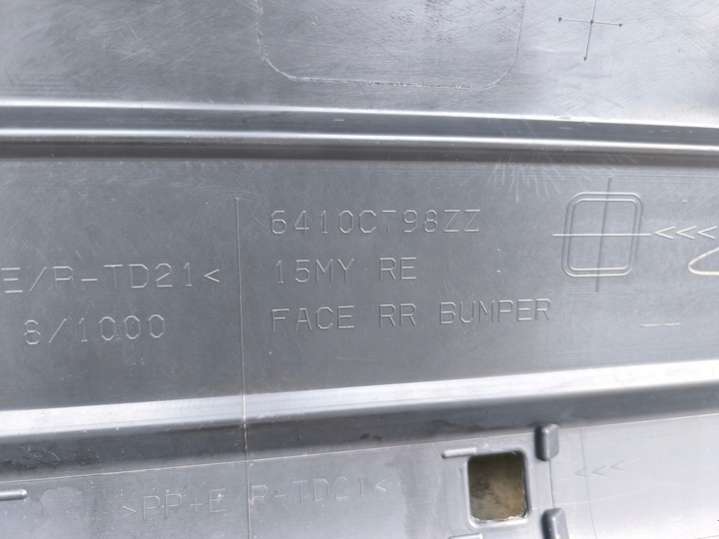 6410C798ZZ
E/R-TD21< 15MY RE
8/1000 FACE RR BUMPER
>PP+E R-TD21<